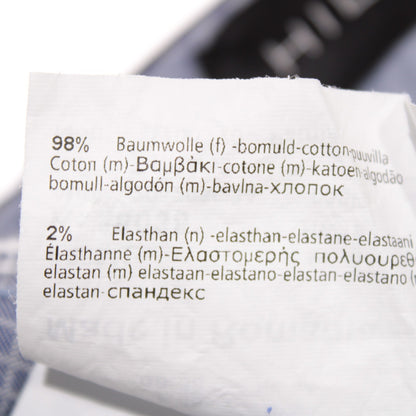 98% Baumwolle (f) -bomuld-cotton-puuvilla
Coton (m)-Βαμβάκι-cotone (m)-katoen-algodão
bomull-algodón (m)-bavlna-хлопок
2% Elasthan (n) -elasthan-elastane-elastaani
Élasthanne (m)-Ελαστομερής πολυουρεθ
elastan (m) elastaan-elastano-elastan-elastano (
elastan-спандекс